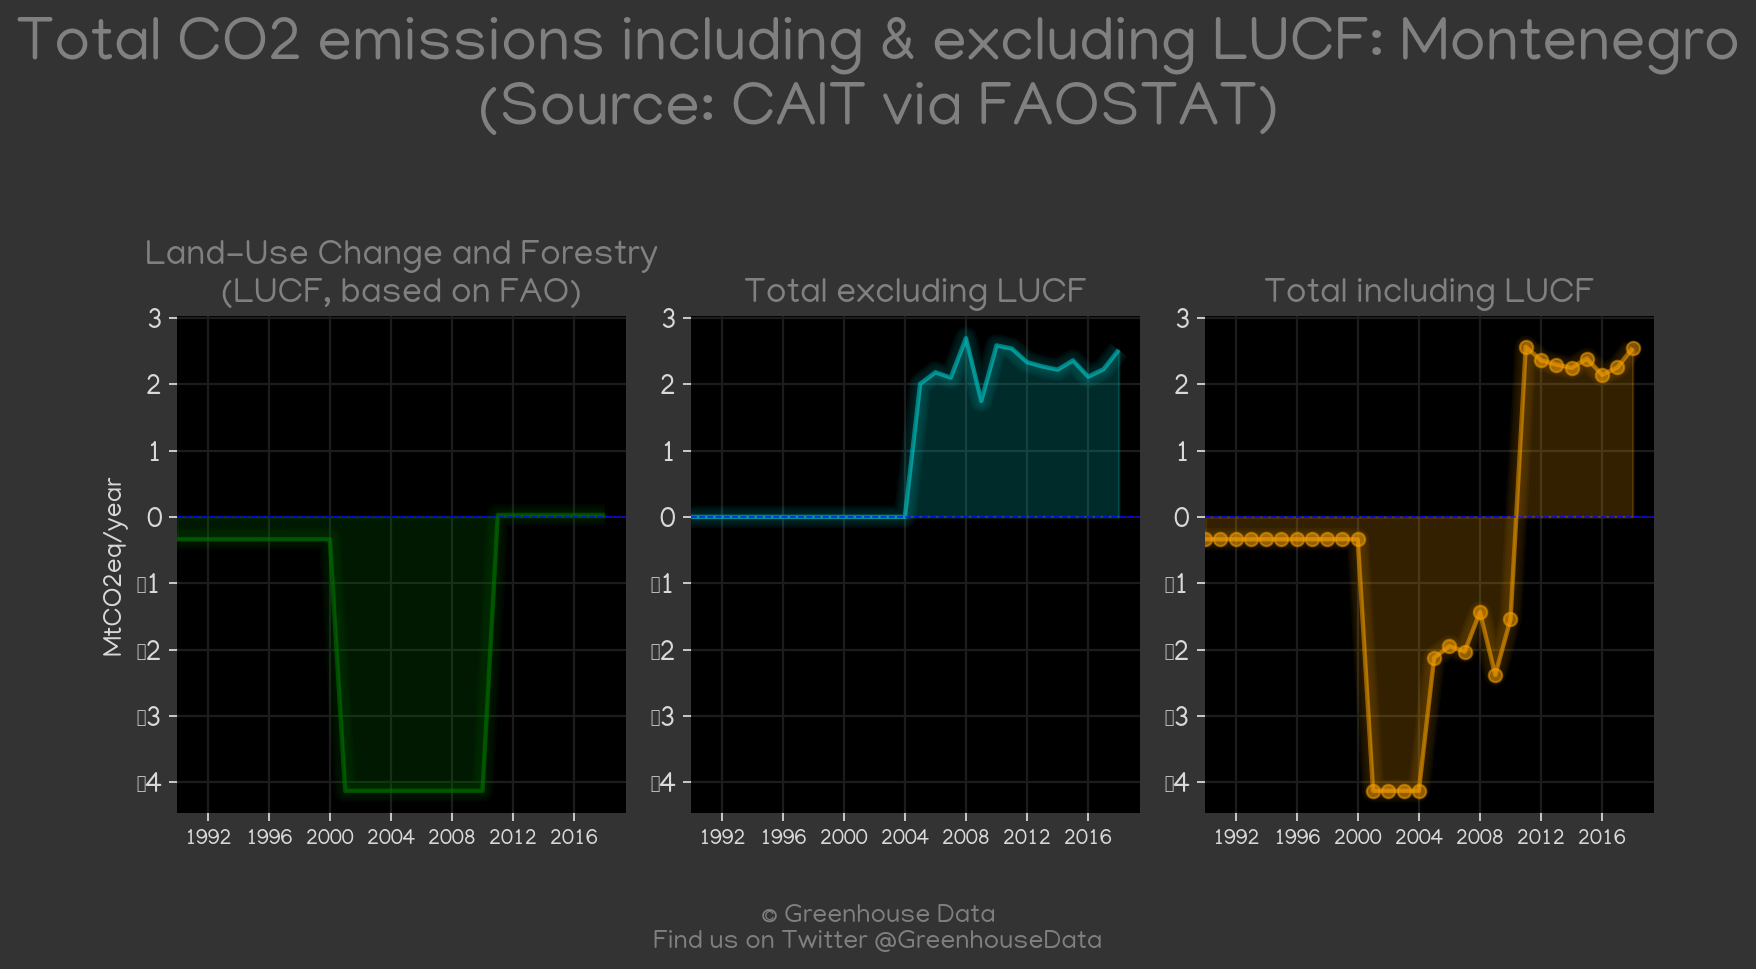 Total CO2 emissions including & excluding LUCF: Montenegro
(Source: CAIT via FAOSTAT)
Land-Use Change and Forestry
(LUCF, based on FAO)
Total excluding LUCF
Total including LUCF
MtCO2eq/year
3
2
1
0
▯1
▯2
▯3
▯4
1992 1996 2000 2004 2008 2012 2016
3
2
1
0
▯1
▯2
▯3
▯4
1992 1996 2000 2004 2008 2012 2016
3
2
1
0
▯1
▯2
▯3
▯4
1992 1996 2000 2004 2008 2012 2016
© Greenhouse Data
Find us on Twitter @GreenhouseData